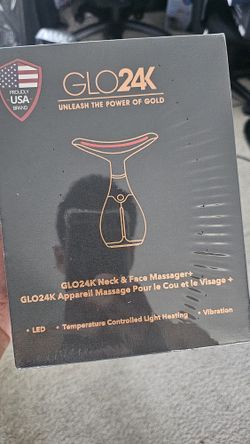 PROUDLY
USA
BRAND
GLO24K
UNLEASH THE POWER OF GOLD
GLO24K Neck & Face Massager+
GLO24K Appareil Massage Pour le Cou et le Visage +
• LED • Temperature Controlled Light Heating • Vibration